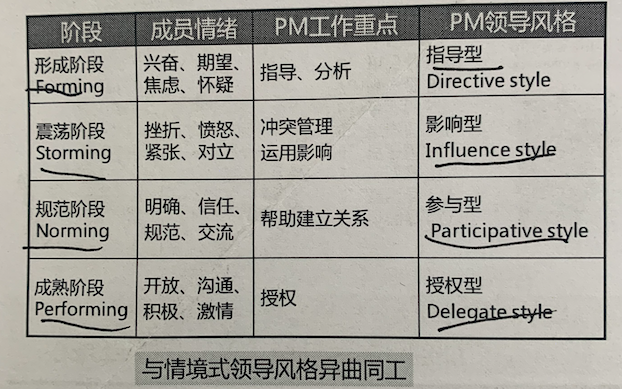 阶段 成员情绪 PM工作重点 PM领导风格
形成阶段
Forming
兴奋、期望、
焦虑、怀疑
指导、分析
指导型
Directive style
震荡阶段
Storming
挫折、愤怒、
紧张、对立
冲突管理
运用影响
影响型
Influence style
规范阶段
Norming
明确、信任、
规范、交流
帮助建立关系
参与型
Participative style
成熟阶段
Performing
开放、沟通、
积极、激情
授权
授权型
Delegate style
与情境式领导风格异曲同工